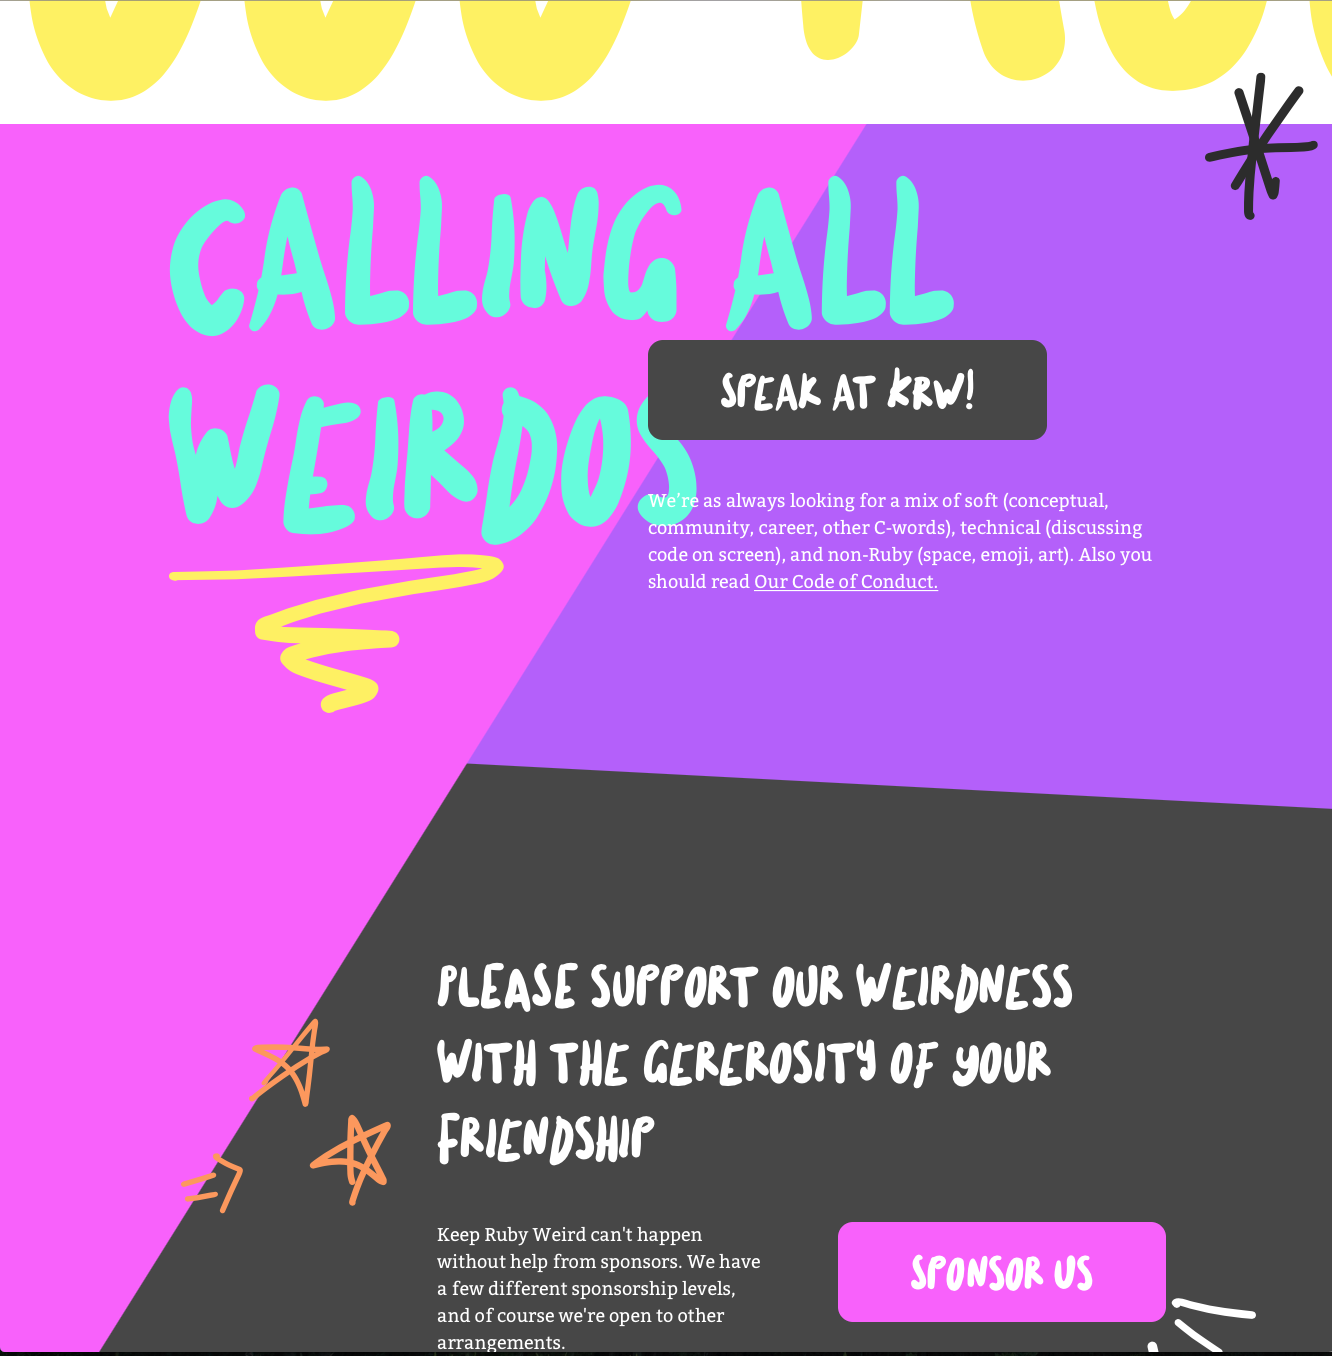 CALLING ALL
WEIRDOS
SPEAK AT KRW!
We're as always looking for a mix of soft (conceptual,
community, career, other C-words), technical (discussing
code on screen), and non-Ruby (space, emoji, art). Also you
should read Our Code of Conduct.
PLEASE SUPPORT OUR WEIRDNESS
WITH THE GEREROSITY OF YOUR
FRIENDSHIP
Keep Ruby Weird can't happen
without help from sponsors. We have
a few different sponsorship levels,
and of course we're open to other
arrangements.
SPONSOR US